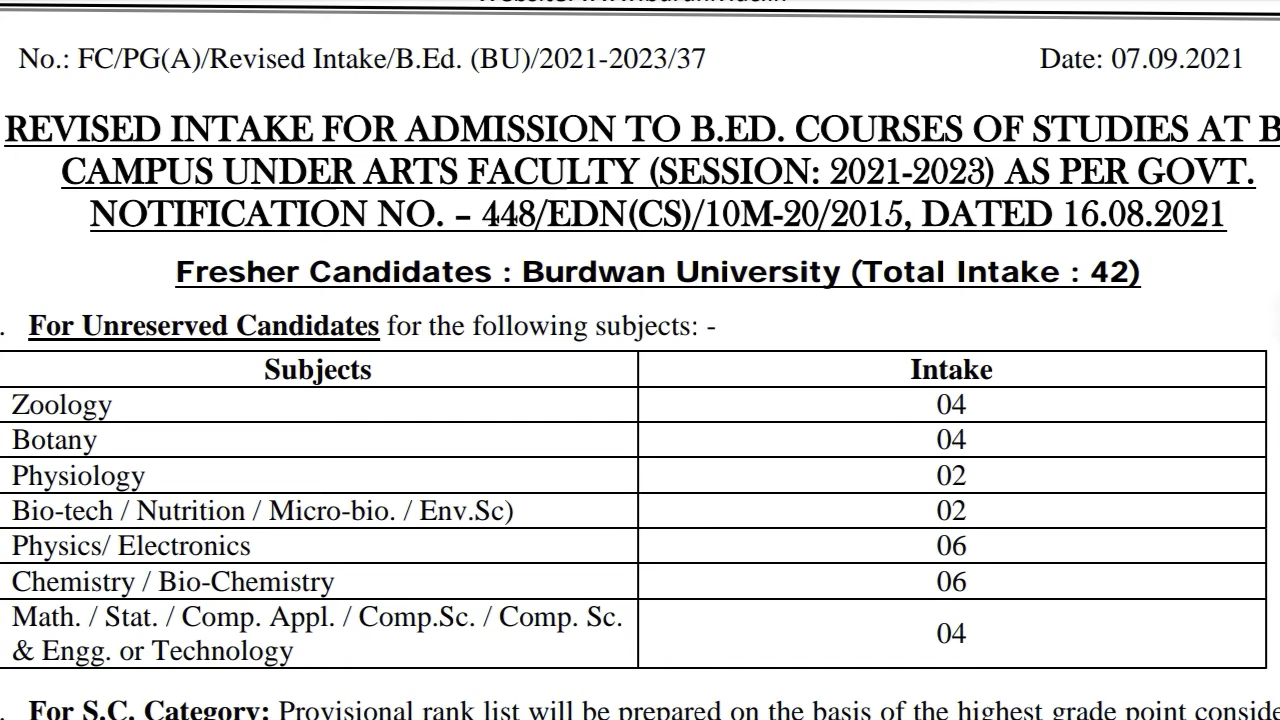 No.: FC/PG(A)/Revised Intake/B.Ed. (BU)/2021-2023/37 Date: 07.09.2021
REVISED INTAKE FOR ADMISSION TO B.ED. COURSES OF STUDIES AT B
CAMPUS UNDER ARTS FACULTY (SESSION: 2021-2023) AS PER GOVT.
NOTIFICATION NO. – 448/EDN(CS)/10M-20/2015, DATED 16.08.2021
Fresher Candidates : Burdwan University (Total Intake : 42)
. For Unreserved Candidates for the following subjects: -
Subjects Intake
Zoology 04
Botany 04
Physiology 02
Bio-tech / Nutrition / Micro-bio. / Env.Sc) 02
Physics/ Electronics 06
Chemistry / Bio-Chemistry 06
Math. / Stat. / Comp. Appl. / Comp.Sc. / Comp. Sc.
& Engg. or Technology 04
. For S.C. Category: Provisional rank list will be prepared on the basis of the highest grade point conside